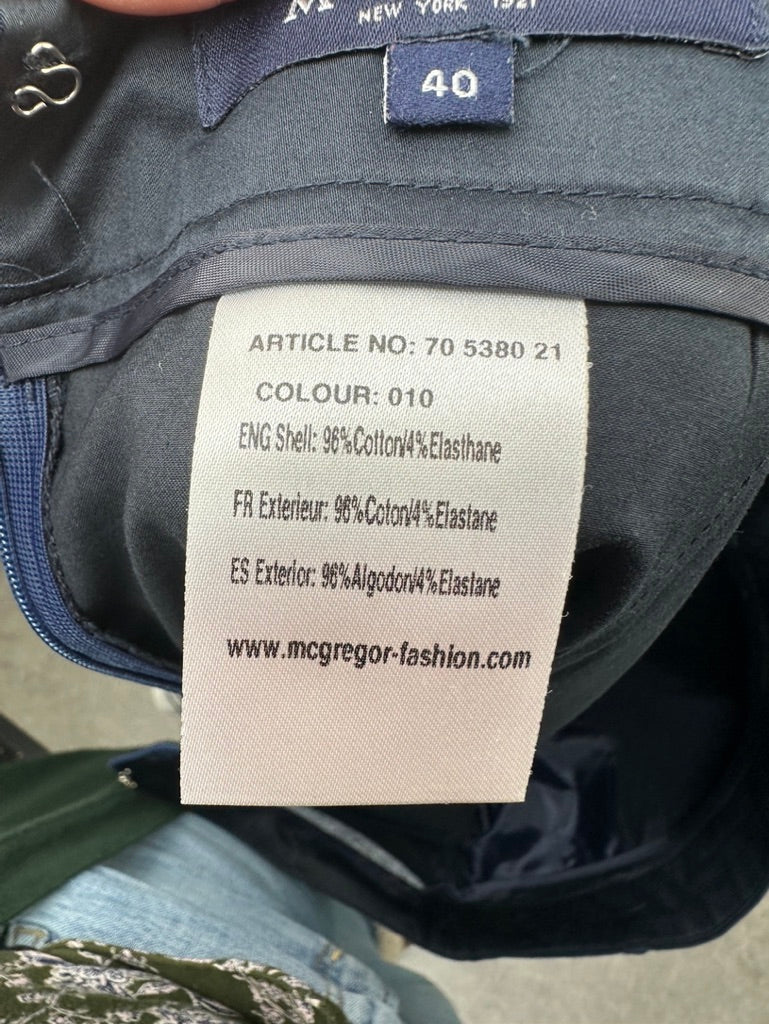 NEW YORK 1921
40
ARTICLE NO: 70 5380 21
COLOUR: 010
ENG Shell: 96%Cotton/4%Elasthane
FR Exterieur: 96%Coton/4%Elastane
ES Exterior: 96%Algodon/4%Elastane
www.mcgregor-fashion.com